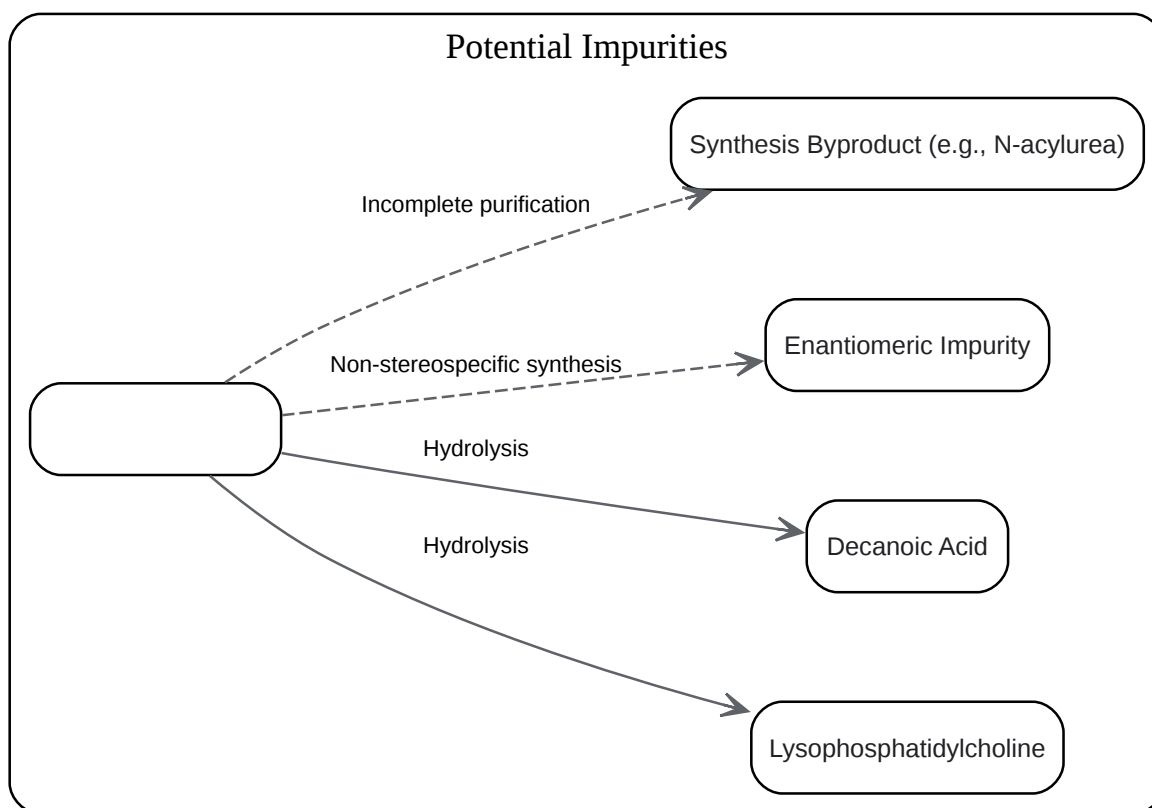 Potential Impurities
Synthesis Byproduct (e.g., N-acylurea)
Incomplete purification
Enantiomeric Impurity
Non-stereospecific synthesis
Hydrolysis
Decanoic Acid
Hydrolysis
Lysophosphatidylcholine